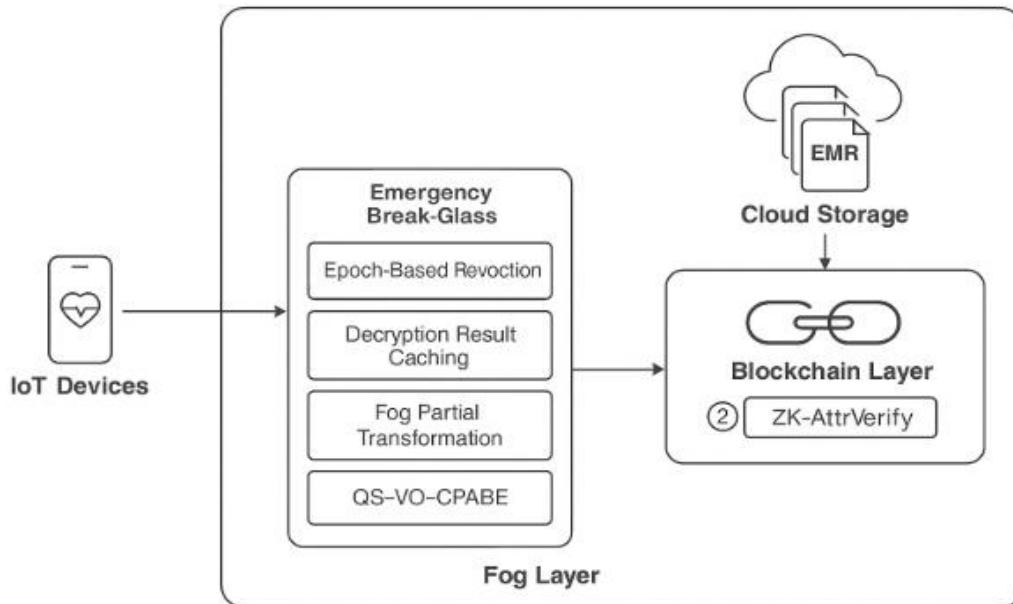 IoT Devices
Emergency
Break-Glass
Epoch-Based Revoction
Decryption Result
Caching
Fog Partial
Transformation
QS–VO–CPABE
Fog Layer
EMR
Cloud Storage
Blockchain Layer
2 ZK-AttrVerify